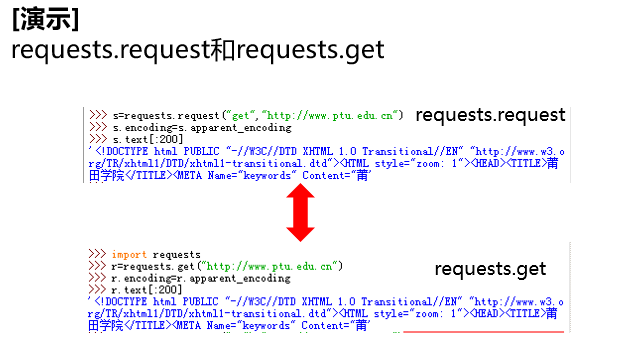 [演示]
requests.request和requests.get
>>> s=requests.request("get","http://www.ptu.edu.cn")
requests.request
>>> s.encoding=s.apparent_encoding
>>> s.text[:200]
'<!DOCTYPE html PUBLIC "-//W3C//DTD XHTML 1.0 Transitional//EN" "http://www.w3.o
rg/TR/xhtml1/DTD/xhtml1-transitional.dtd"><HTML style="zoom: 1"><HEAD><TITLE>莆
田学院</TITLE><META Name="keywords" Content="莆'
>>> import requests
>>> r=requests.get("http://www.ptu.edu.cn")
requests.get
>>> r.encoding=r.apparent_encoding
>>> r.text[:200]
'<!DOCTYPE html PUBLIC "-//W3C//DTD XHTML 1.0 Transitional//EN" "http://www.w3.o
rg/TR/xhtml1/DTD/xhtml1-transitional.dtd"><HTML style="zoom: 1"><HEAD><TITLE>莆
田学院</TITLE><META Name="keywords" Content="莆'